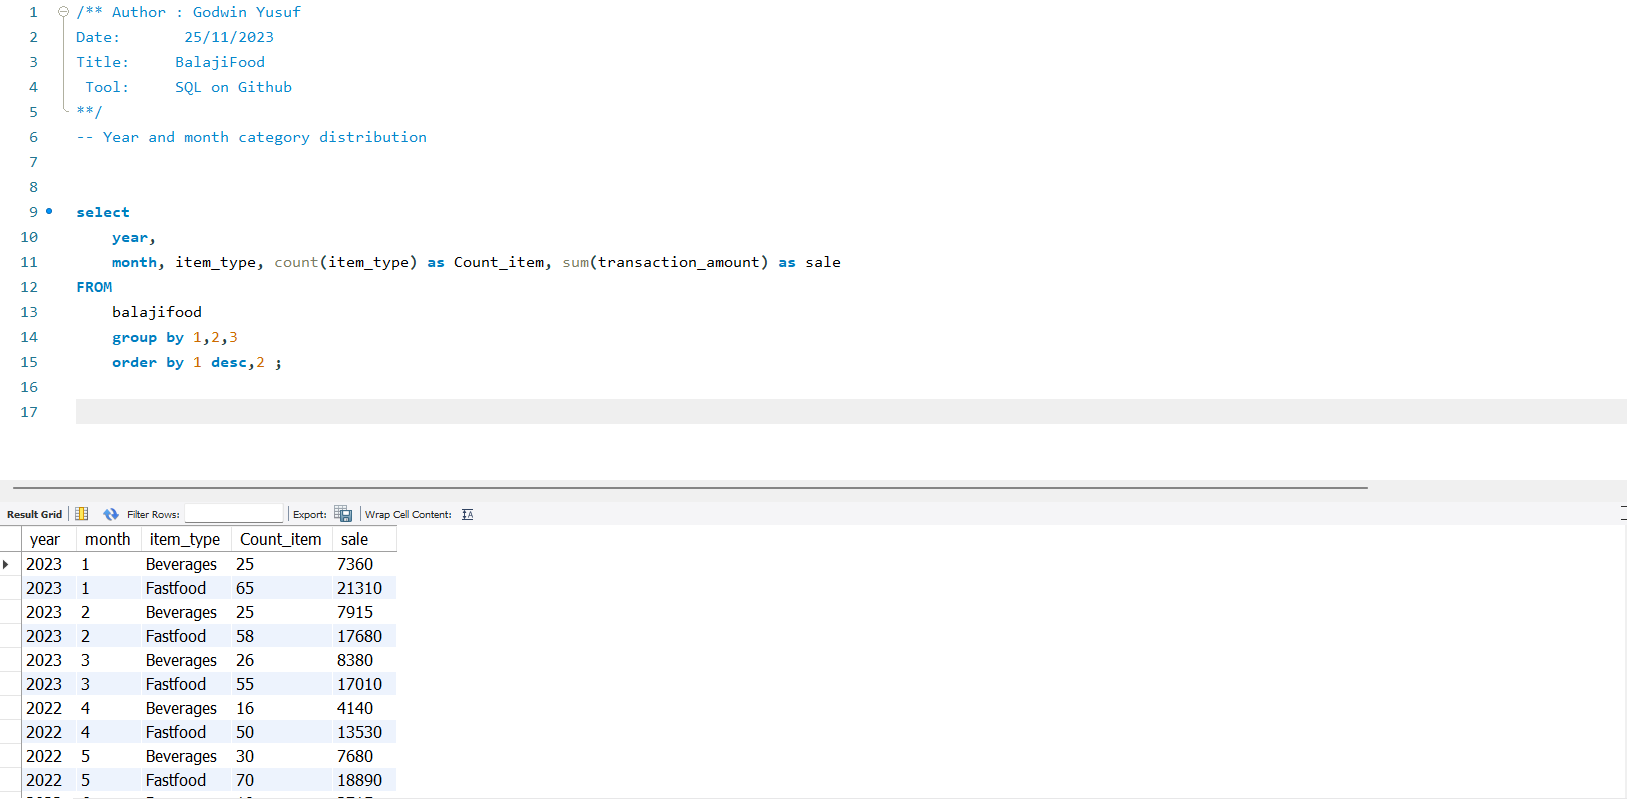 1 /** Author : Godwin Yusuf
2 Date: 25/11/2023
3 Title: BalajiFood
4 Tool: SQL on Github
5 **/
6 -- Year and month category distribution
7
8
9 select
10 year,
11 month, item_type, count(item_type) as Count_item, sum(transaction_amount) as sale
12 FROM
13 balajifood
14 group by 1,2,3
15 order by 1 desc,2 ;
16
17
Result Grid Filter Rows: Export: Wrap Cell Content:
year month item_type Count_item sale
2023 1 Beverages 25 7360
2023 1 Fastfood 65 21310
2023 2 Beverages 25 7915
2023 2 Fastfood 58 17680
2023 3 Beverages 26 8380
2023 3 Fastfood 55 17010
2022 4 Beverages 16 4140
2022 4 Fastfood 50 13530
2022 5 Beverages 30 7680
2022 5 Fastfood 70 18890